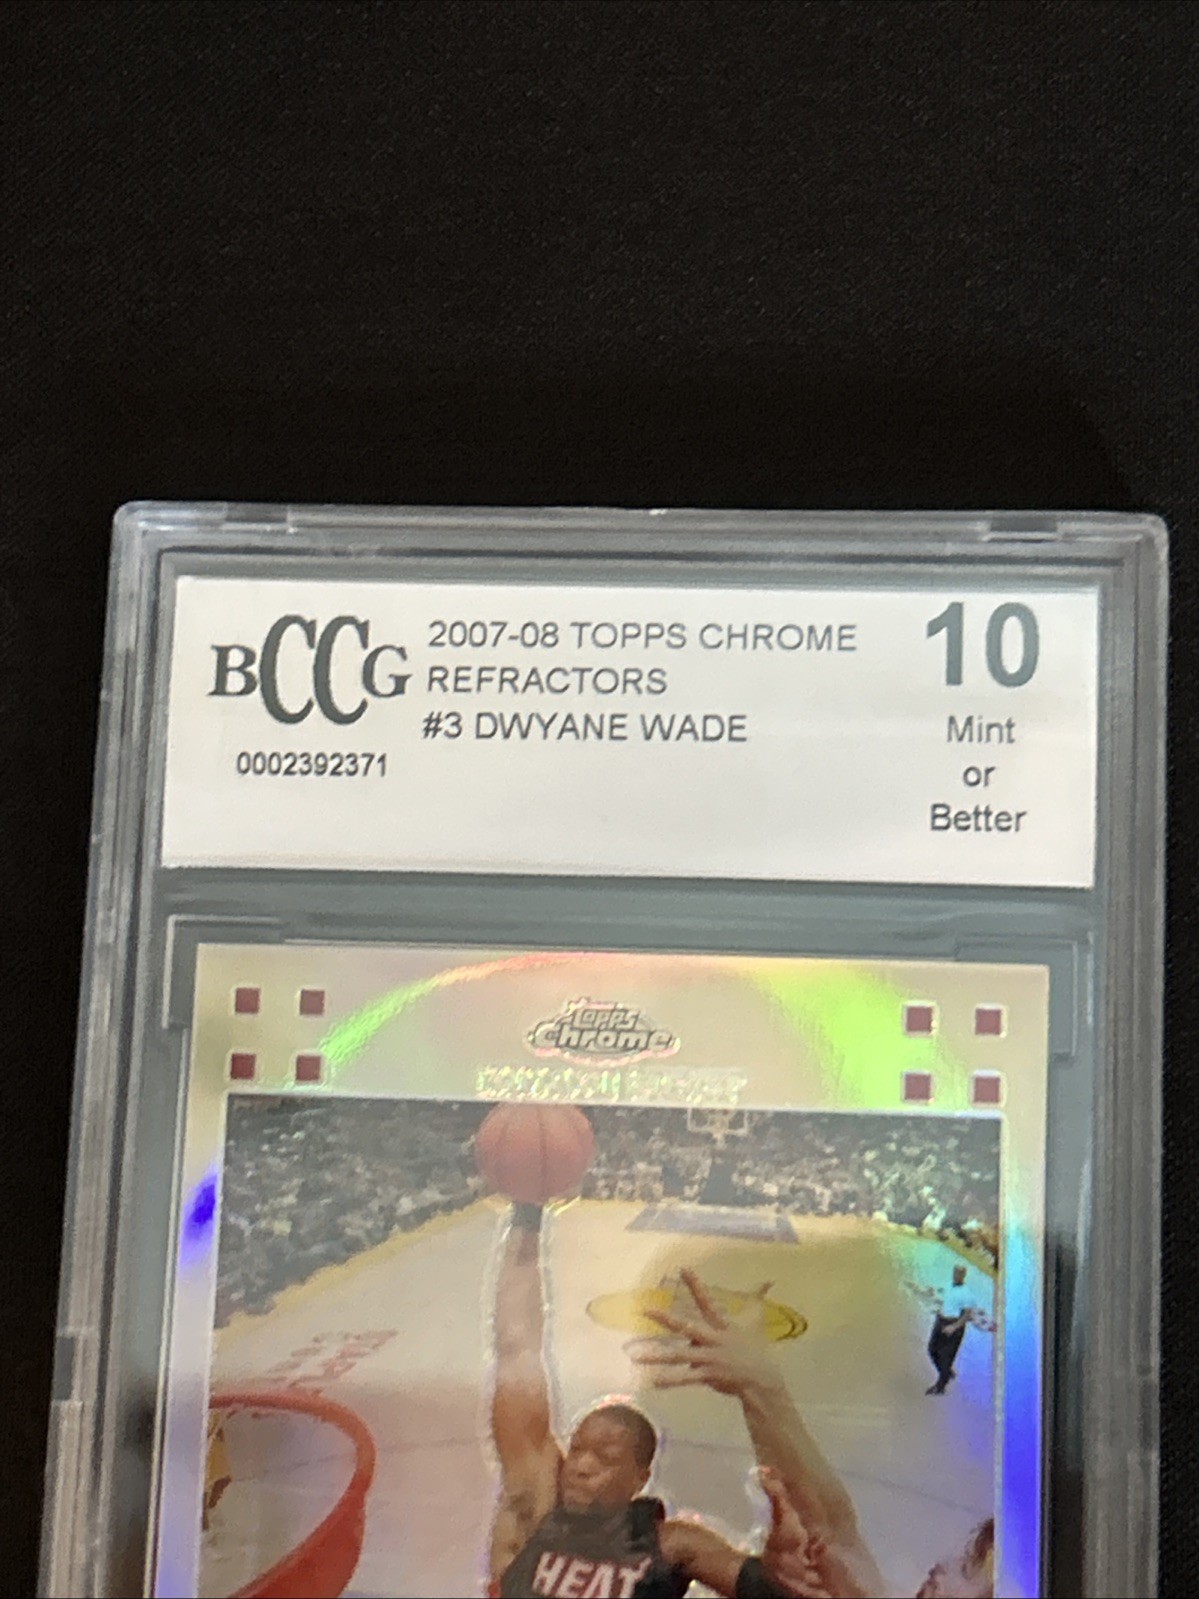 BCCG
2007-08 TOPPS CHROME
REFRACTORS
#3 DWYANE WADE
0002392371
10
Mint
or
Better
Topps
Chrome
HEAT